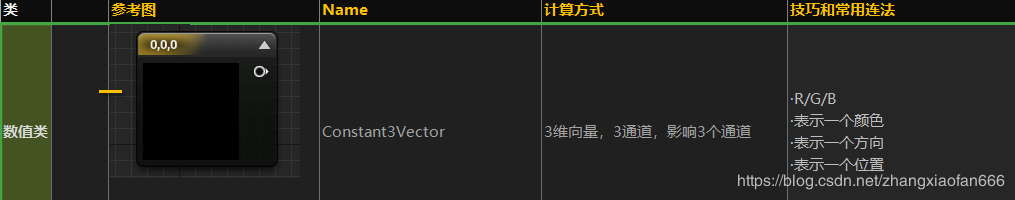 类 参考图 Name 计算方式 技巧和常用连法
0,0,0
数值类 Constant3Vector 3维向量，3通道，影响3个通道
·R/G/B
·表示一个颜色
·表示一个方向
·表示一个位置
https://blog.csdn.net/zhangxiaofan666